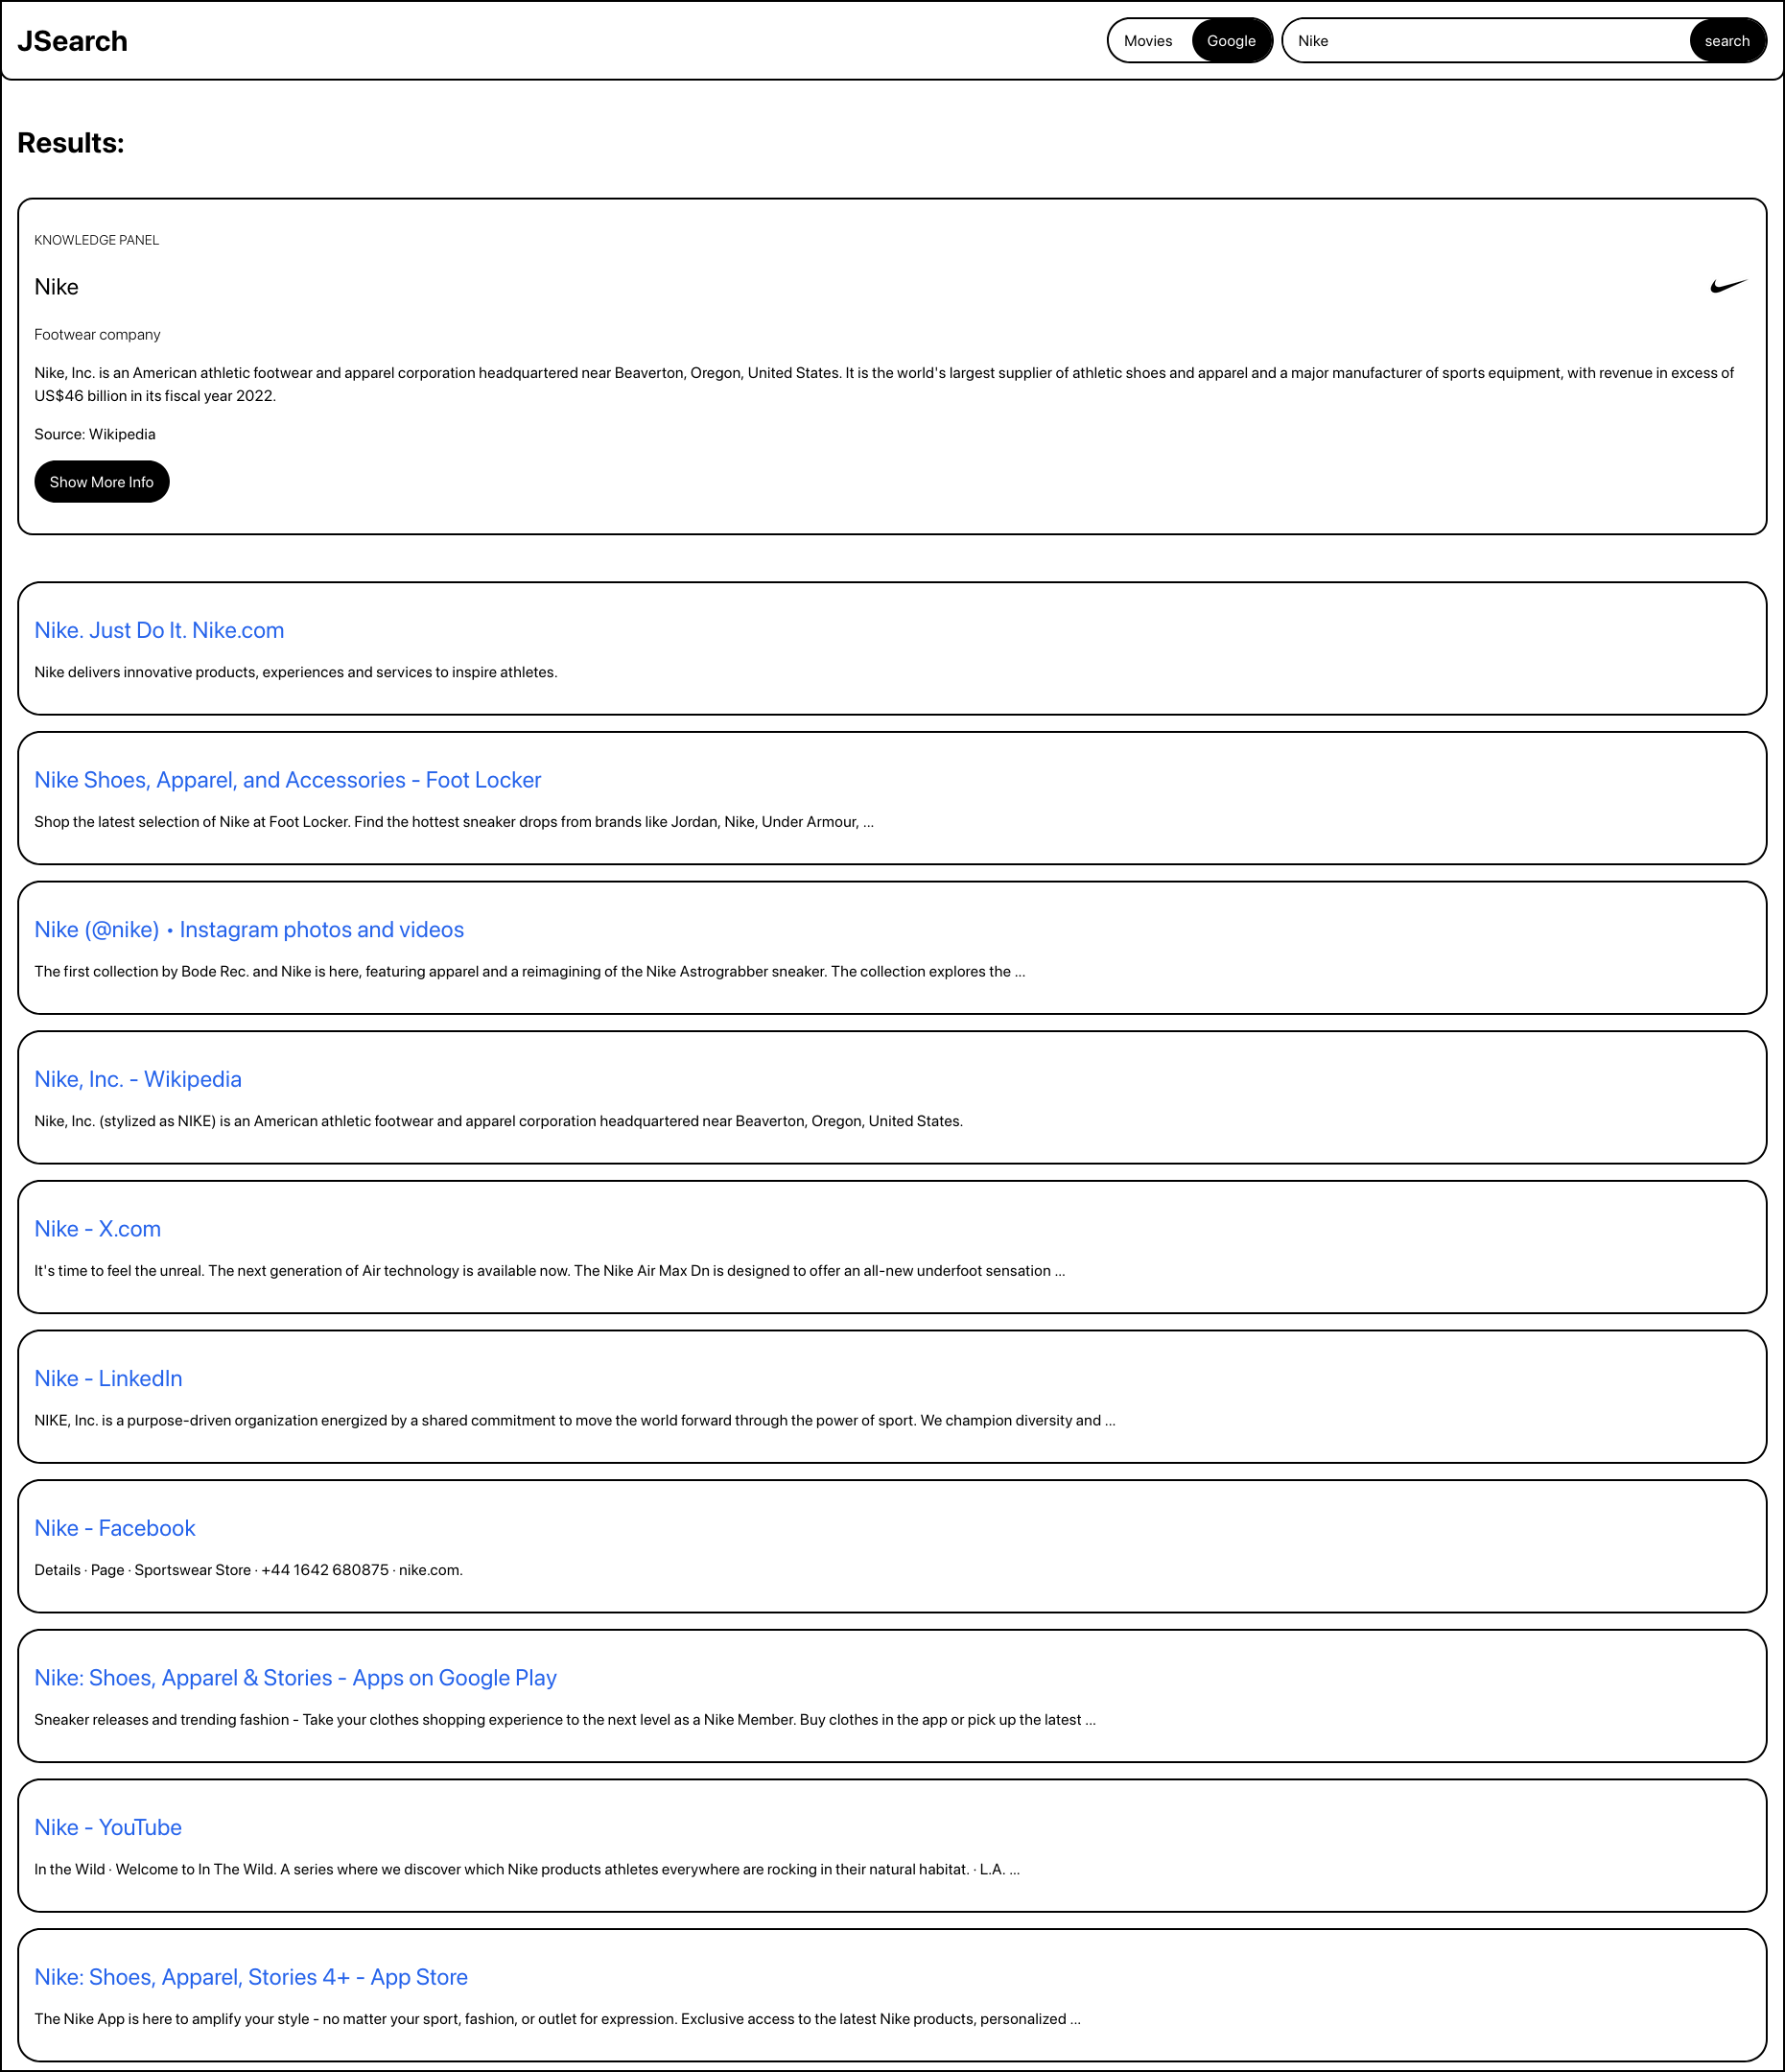 JSearch
Movies
Google
Nike
search
Results:
KNOWLEDGE PANEL
Nike
Footwear company
Nike, Inc. is an American athletic footwear and apparel corporation headquartered near Beaverton, Oregon, United States. It is the world's largest supplier of athletic shoes and apparel and a major manufacturer of sports equipment, with revenue in excess of
US$46 billion in its fiscal year 2022.
Source: Wikipedia
Show More Info
Nike. Just Do It. Nike.com
Nike delivers innovative products, experiences and services to inspire athletes.
Nike Shoes, Apparel, and Accessories - Foot Locker
Shop the latest selection of Nike at Foot Locker. Find the hottest sneaker drops from brands like Jordan, Nike, Under Armour, ...
Nike (@nike) • Instagram photos and videos
The first collection by Bode Rec. and Nike is here, featuring apparel and a reimagining of the Nike Astrograbber sneaker. The collection explores the ...
Nike, Inc. - Wikipedia
Nike, Inc. (stylized as NIKE) is an American athletic footwear and apparel corporation headquartered near Beaverton, Oregon, United States.
Nike - X.com
It's time to feel the unreal. The next generation of Air technology is available now. The Nike Air Max Dn is designed to offer an all-new underfoot sensation ...
Nike - LinkedIn
NIKE, Inc. is a purpose-driven organization energized by a shared commitment to move the world forward through the power of sport. We champion diversity and ...
Nike - Facebook
Details · Page · Sportswear Store · +44 1642 680875 · nike.com.
Nike: Shoes, Apparel & Stories - Apps on Google Play
Sneaker releases and trending fashion - Take your clothes shopping experience to the next level as a Nike Member. Buy clothes in the app or pick up the latest ...
Nike - YouTube
In the Wild · Welcome to In The Wild. A series where we discover which Nike products athletes everywhere are rocking in their natural habitat. · L.A. ...
Nike: Shoes, Apparel, Stories 4+ - App Store
The Nike App is here to amplify your style - no matter your sport, fashion, or outlet for expression. Exclusive access to the latest Nike products, personalized ...